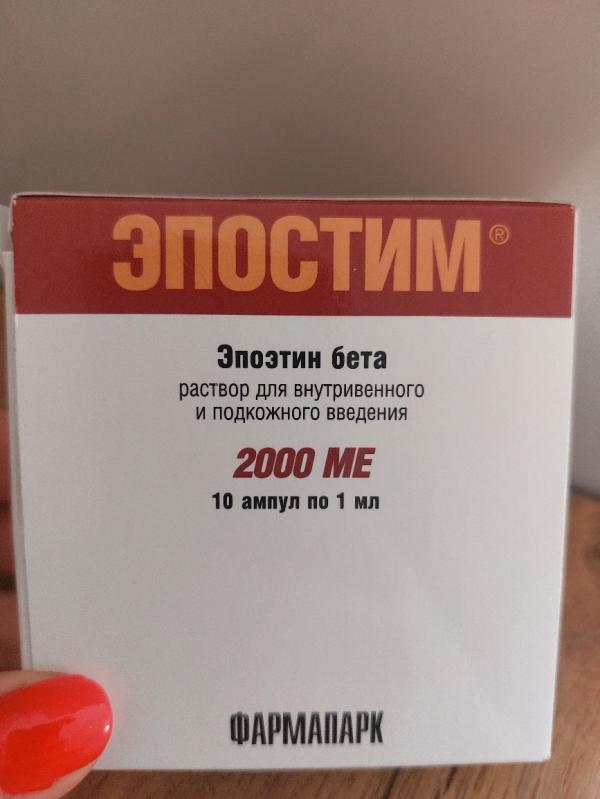 ЭПОСТИМ®
Эпоэтин бета
раствор для внутривенного
и подкожного введения
2000 МЕ
10 ампул по 1 мл
ФАРМАПАРК